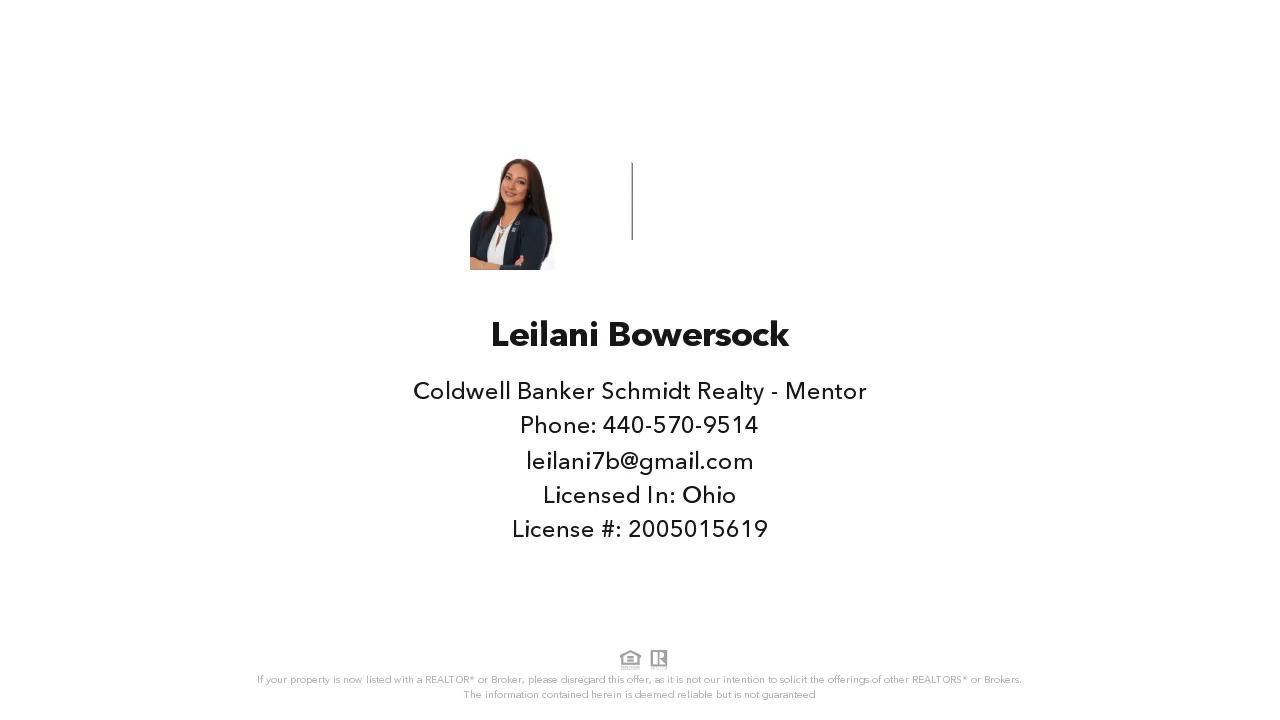 Leilani Bowersock
Coldwell Banker Schmidt Realty - Mentor
Phone: 440-570-9514
leilani7b@gmail.com
Licensed In: Ohio
License #: 2005015619
If your property is now listed with a REALTOR® or Broker, please disregard this offer, as it is not our intention to solicit the offerings of other REALTORS® or Brokers.
The information contained herein is deemed reliable but is not guaranteed